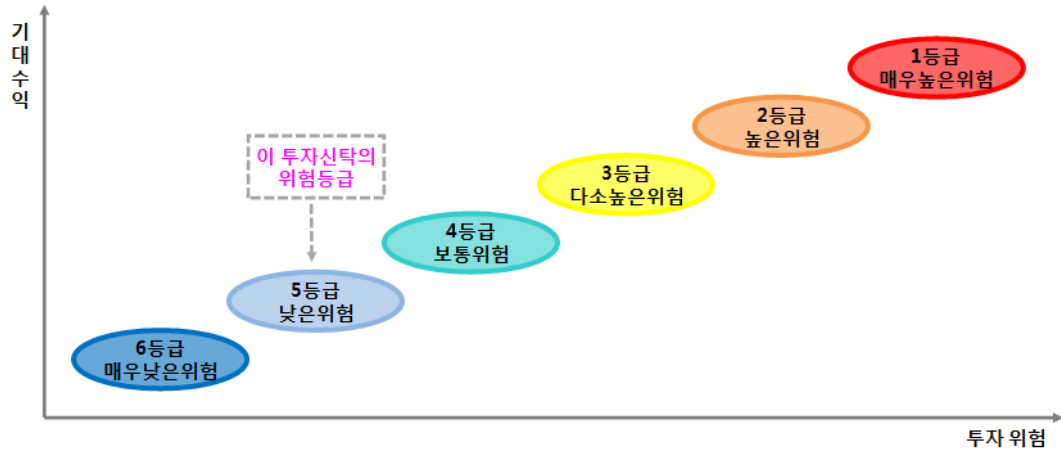 기
대
수
익
1등급
매우높은위험
2등급
높은위험
3등급
다소높은위험
이 투자신탁의
위험등급
4등급
보통위험
5등급
낮은위험
6등급
매우낮은위험
투자 위험